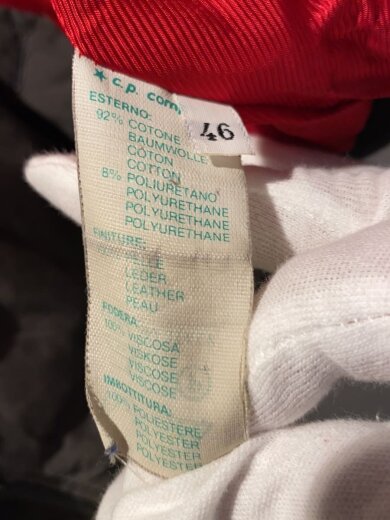 ★ c.p. com
46
ESTERNO:
92% COTONE
BAUMWOLLE
COTON
COTTON
8% POLIURETANO
POLYURETHANE
POLYURETHANE
POLYURETHANE
FINITURE:
PELLE
LEDER
LEATHER
PEAU
FODERA:
100% VISCOSA
VISKOSE
VISCOSE
VISCOSE
IMBOTTITURA:
100% POLIESTERE
POLYESTER
POLYESTER
POLYESTER